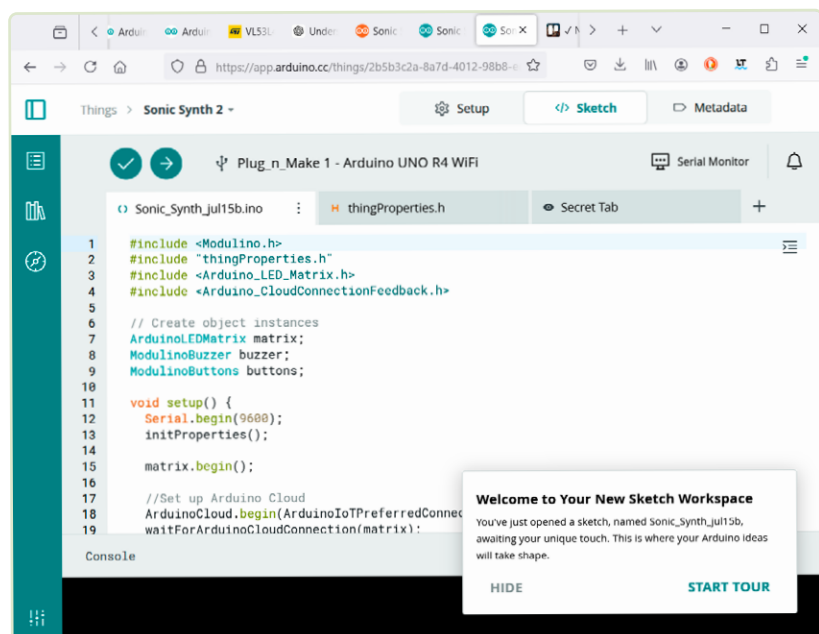 Arduin
Arduin
VL53L
Under
Sonic
Sonic
Son
https://app.arduino.cc/things/2b5b3c2a-8a7d-4012-98b8-e
Things > Sonic Synth 2
Setup
</> Sketch
Metadata
Plug_n_Make 1 - Arduino UNO R4 WiFi
Serial Monitor
Sonic_Synth_jul15b.ino
thingProperties.h
Secret Tab
1 #include <Modulino.h>
2 #include "thingProperties.h"
3 #include <Arduino_LED_Matrix.h>
4 #include <Arduino_CloudConnectionFeedback.h>
5
6 // Create object instances
7 ArduinoLEDMatrix matrix;
8 ModulinoBuzzer buzzer;
9 ModulinoButtons buttons;
10
11 void setup() {
12 Serial.begin(9600);
13 initProperties();
14
15 matrix.begin();
16
17 //Set up Arduino Cloud
18 ArduinoCloud.begin(ArduinoIoTPreferredConnec
19 waitForArduinoCloudConnection(matrix);
Console
Welcome to Your New Sketch Workspace
You've just opened a sketch, named Sonic_Synth_jul15b,
awaiting your unique touch. This is where your Arduino ideas
will take shape.
HIDE
START TOUR